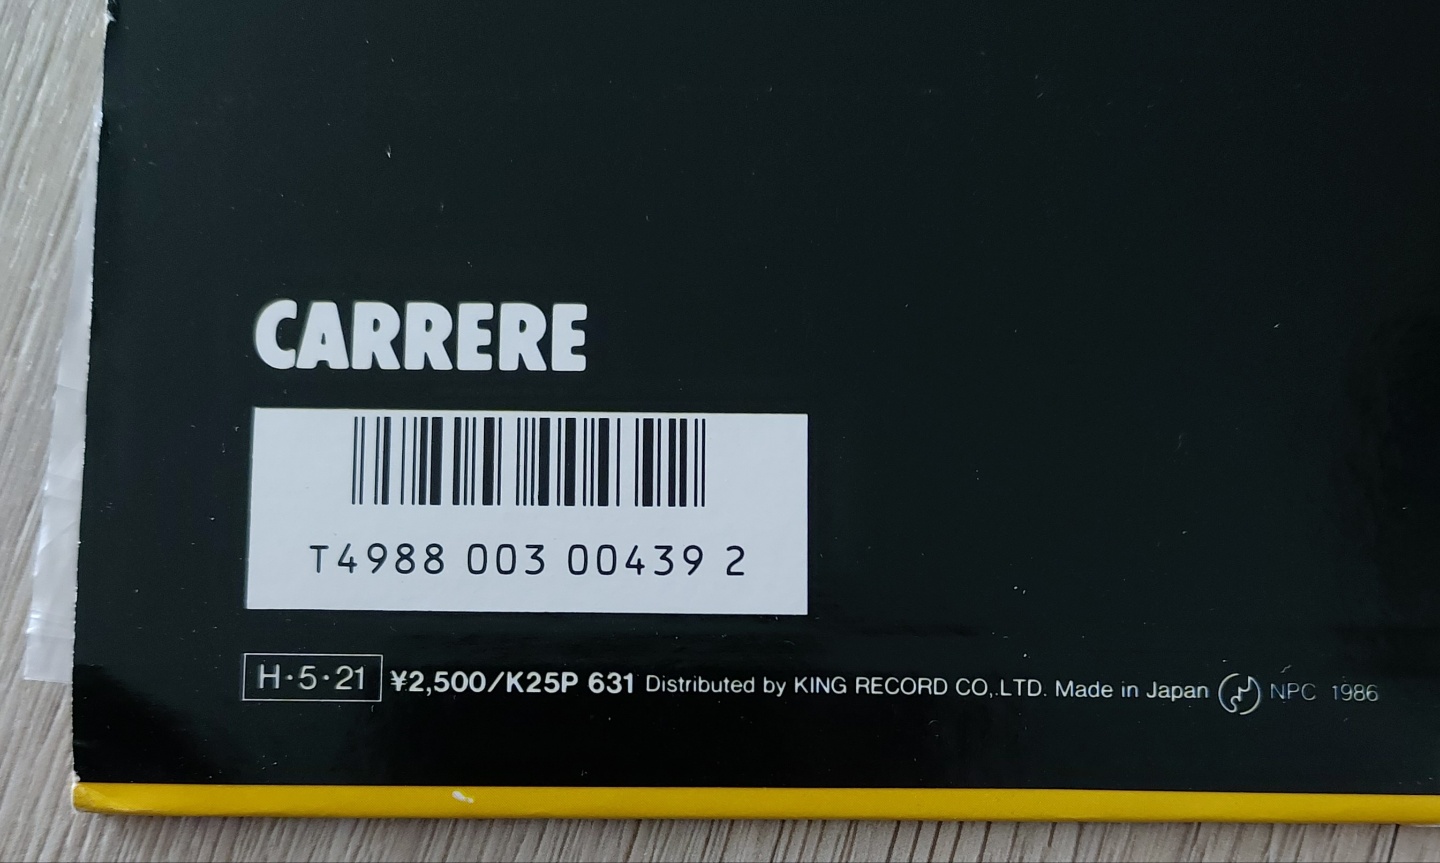 CARRERE
T4988 003 00439 2
H·5·21 ¥2,500/K25P 631 Distributed by KING RECORD CO,.LTD. Made in Japan NPC 1986